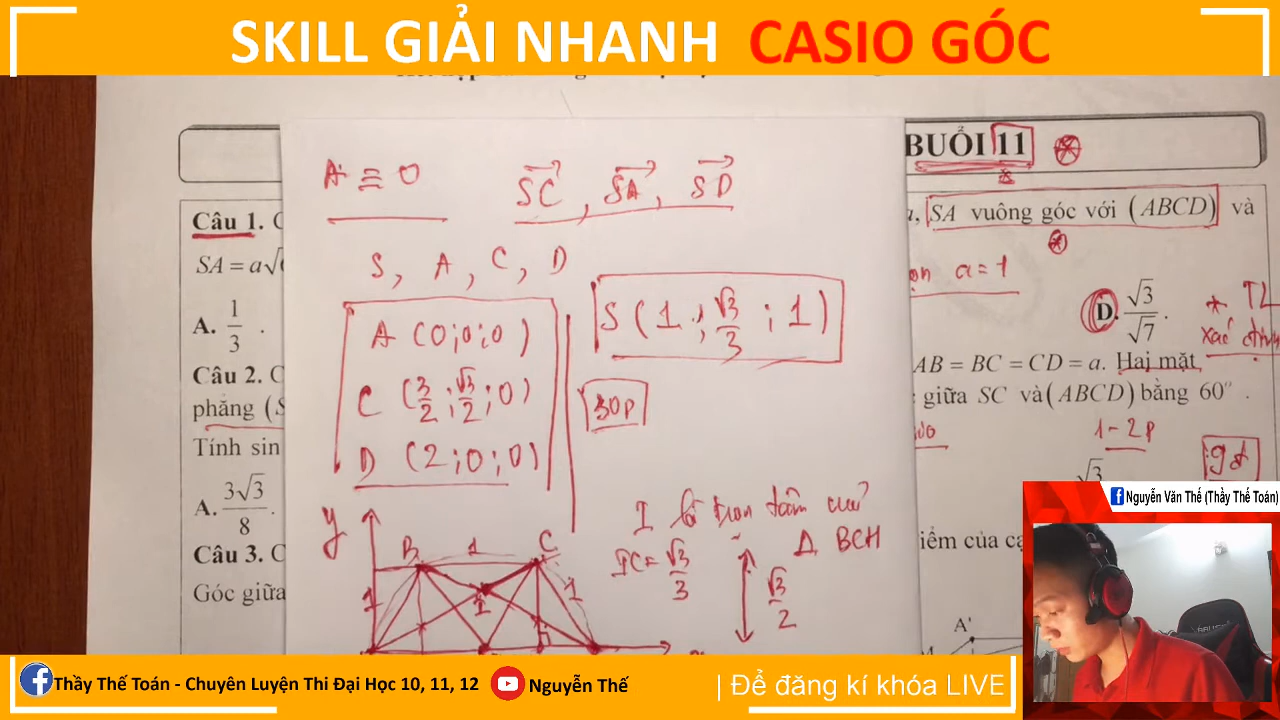 SKILL GIẢI NHANH CASIO GÓC
BUỔI 11
A ≡ O
SC, SA, SD
S, A, C, D
A (0;0;0)
C (3/2; √3/2; 0)
D (2;0;0)
S (1; √3/3; 1)
30P
y
B 1 C
1 I 1
I là trọng tâm của
Δ BCH
IC = √3/3
√3/2
Câu 1. C
SA vuông góc với (ABCD) và
SA = a√
a = 1
A. 1/3 .
D. √3/√7 .
* TL
xác định
Câu 2. C
AB = BC = CD = a. Hai mặt
phẳng (S
giữa SC và (ABCD) bằng 60° .
Tính sin
1-2P
A. 3√3/8 .
√3
Câu 3. C
Góc giữa
A'
Nguyễn Văn Thế (Thầy Thế Toán)
Thầy Thế Toán - Chuyên Luyện Thi Đại Học 10, 11, 12
Nguyễn Thế
| Để đăng kí khóa LIVE